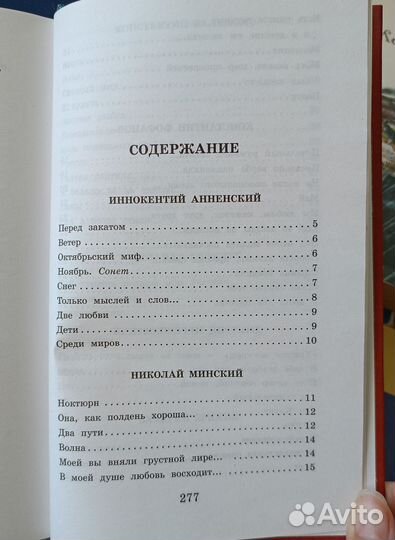 СОДЕРЖАНИЕ
ИННОКЕНТИЙ АННЕНСКИЙ
Перед закатом . . . . . . . . . . . . . . . . . . . . . . . . 5
Ветер . . . . . . . . . . . . . . . . . . . . . . . . . . . . . . 6
Октябрьский миф. . . . . . . . . . . . . . . . . . . . . . 6
Ноябрь. Сонет . . . . . . . . . . . . . . . . . . . . . . . . 7
Снег . . . . . . . . . . . . . . . . . . . . . . . . . . . . . . . 7
Только мыслей и слов... . . . . . . . . . . . . . . . . . 8
Две любви . . . . . . . . . . . . . . . . . . . . . . . . . . . 9
Дети . . . . . . . . . . . . . . . . . . . . . . . . . . . . . . . 9
Среди миров. . . . . . . . . . . . . . . . . . . . . . . . . 10
НИКОЛАЙ МИНСКИЙ
Ноктюрн . . . . . . . . . . . . . . . . . . . . . . . . . . . 11
Она, как полдень хороша... . . . . . . . . . . . . . . 12
Два пути . . . . . . . . . . . . . . . . . . . . . . . . . . . 12
Волна . . . . . . . . . . . . . . . . . . . . . . . . . . . . . 14
Моей вы вняли грустной лире... . . . . . . . . . . 14
В моей душе любовь восходит... . . . . . . . . . . 15
277
Avito